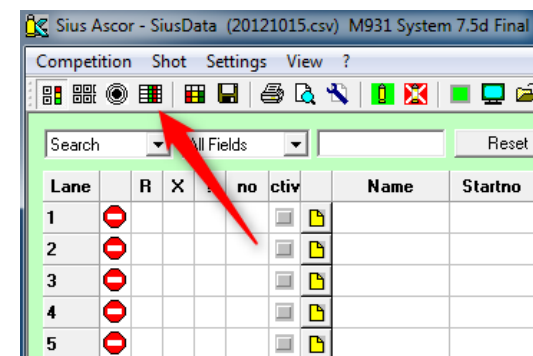 Sius Ascor - SiusData (20121015.csv) M931 System 7.5d Final
Competition Shot Settings View ?
Search All Fields Reset
Lane R X no ctiv Name Startno
1
2
3
4
5